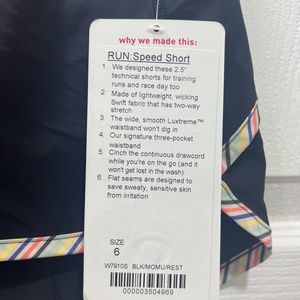 why we made this:
RUN:Speed Short
1. We designed these 2.5"
technical shorts for training
runs and race day too
2. Made of lightweight, wicking
Swift fabric that has two-way
stretch
3. The wide, smooth Luxtreme™
waistband won't dig in
4. Our signature three-pocket
waistband
5. Cinch the continuous drawcord
while you're on the go (and it
won't get lost in the wash)
6. Flat seams are designed to
save sweaty, sensitive skin
from irritation
SIZE
6
W7910S BLK/MOMU/REST
000003504969